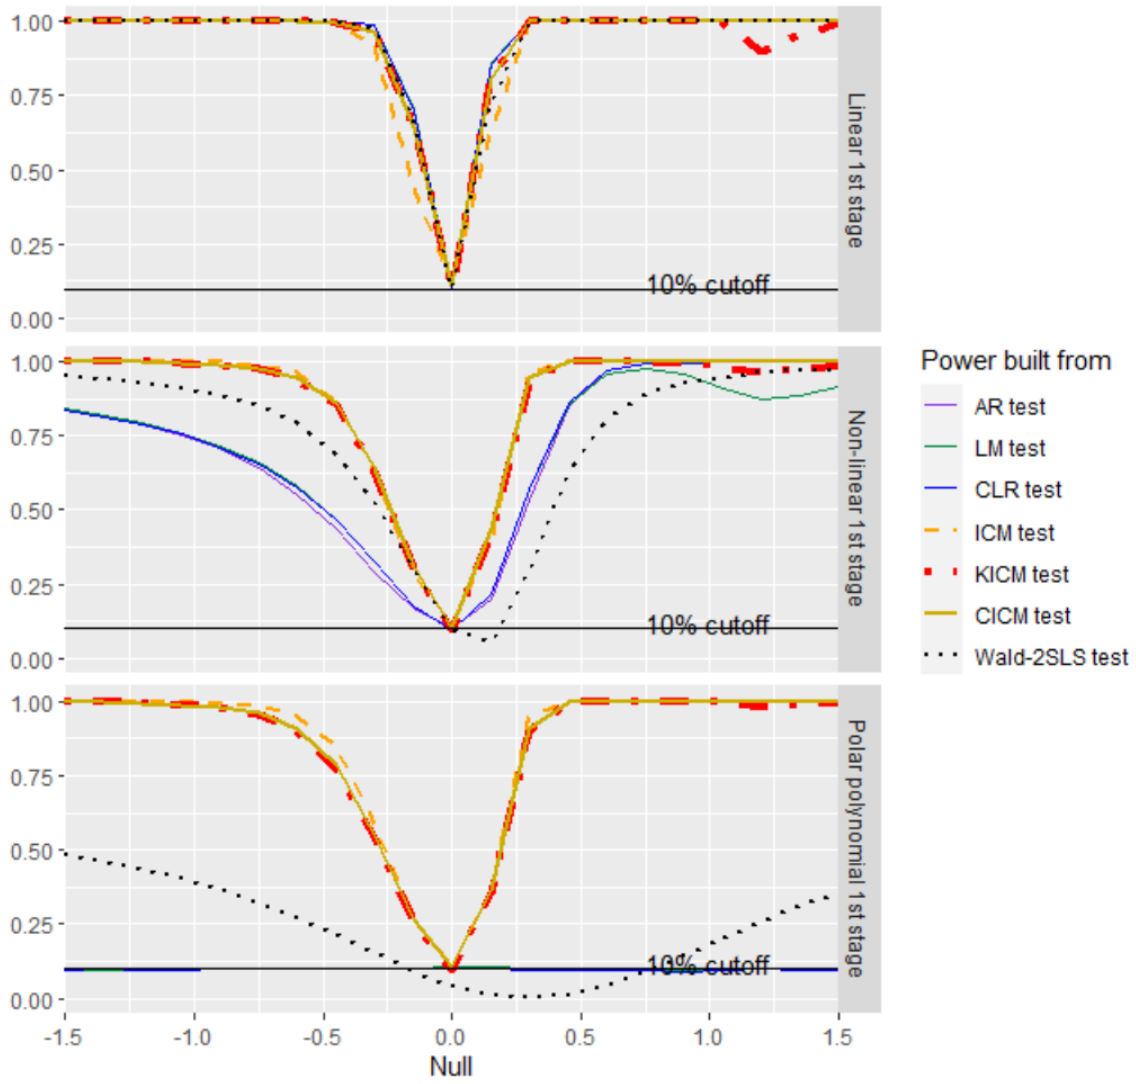 1.00
0.75
0.50
0.25
0.00
10% cutoff
Linear 1st stage
1.00
0.75
0.50
0.25
0.00
10% cutoff
Non-linear 1st stage
1.00
0.75
0.50
0.25
0.00
10% cutoff
Polar polynomial 1st stage
-1.5 -1.0 -0.5 0.0 0.5 1.0 1.5
Null
Power built from
AR test
LM test
CLR test
ICM test
KICM test
CICM test
Wald-2SLS test